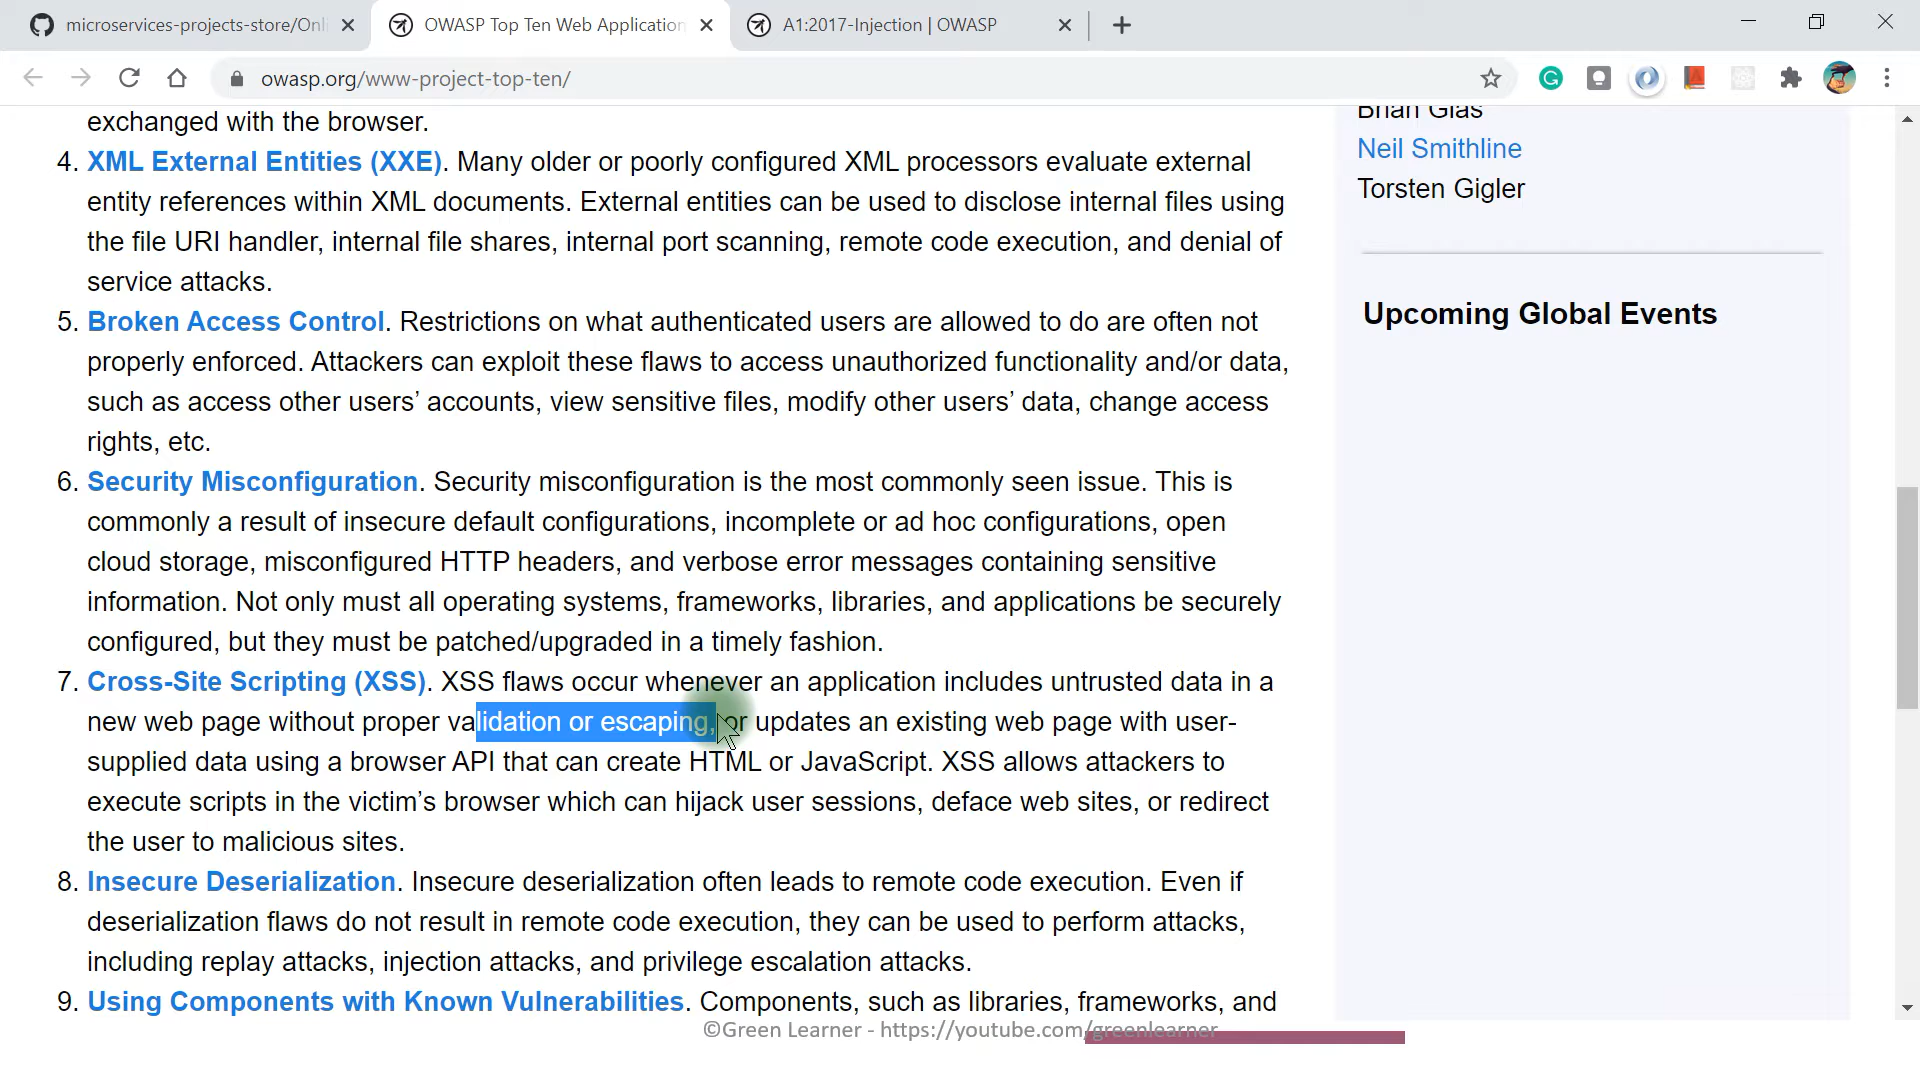 microservices-projects-store/Onli
OWASP Top Ten Web Application
A1:2017-Injection | OWASP
owasp.org/www-project-top-ten/
exchanged with the browser.
4. XML External Entities (XXE). Many older or poorly configured XML processors evaluate external
entity references within XML documents. External entities can be used to disclose internal files using
the file URI handler, internal file shares, internal port scanning, remote code execution, and denial of
service attacks.
5. Broken Access Control. Restrictions on what authenticated users are allowed to do are often not
properly enforced. Attackers can exploit these flaws to access unauthorized functionality and/or data,
such as access other users’ accounts, view sensitive files, modify other users’ data, change access
rights, etc.
6. Security Misconfiguration. Security misconfiguration is the most commonly seen issue. This is
commonly a result of insecure default configurations, incomplete or ad hoc configurations, open
cloud storage, misconfigured HTTP headers, and verbose error messages containing sensitive
information. Not only must all operating systems, frameworks, libraries, and applications be securely
configured, but they must be patched/upgraded in a timely fashion.
7. Cross-Site Scripting (XSS). XSS flaws occur whenever an application includes untrusted data in a
new web page without proper validation or escaping, or updates an existing web page with user-
supplied data using a browser API that can create HTML or JavaScript. XSS allows attackers to
execute scripts in the victim’s browser which can hijack user sessions, deface web sites, or redirect
the user to malicious sites.
8. Insecure Deserialization. Insecure deserialization often leads to remote code execution. Even if
deserialization flaws do not result in remote code execution, they can be used to perform attacks,
including replay attacks, injection attacks, and privilege escalation attacks.
9. Using Components with Known Vulnerabilities. Components, such as libraries, frameworks, and
Brian Glas
Neil Smithline
Torsten Gigler
Upcoming Global Events
©Green Learner - https://youtube.com/greenlearner